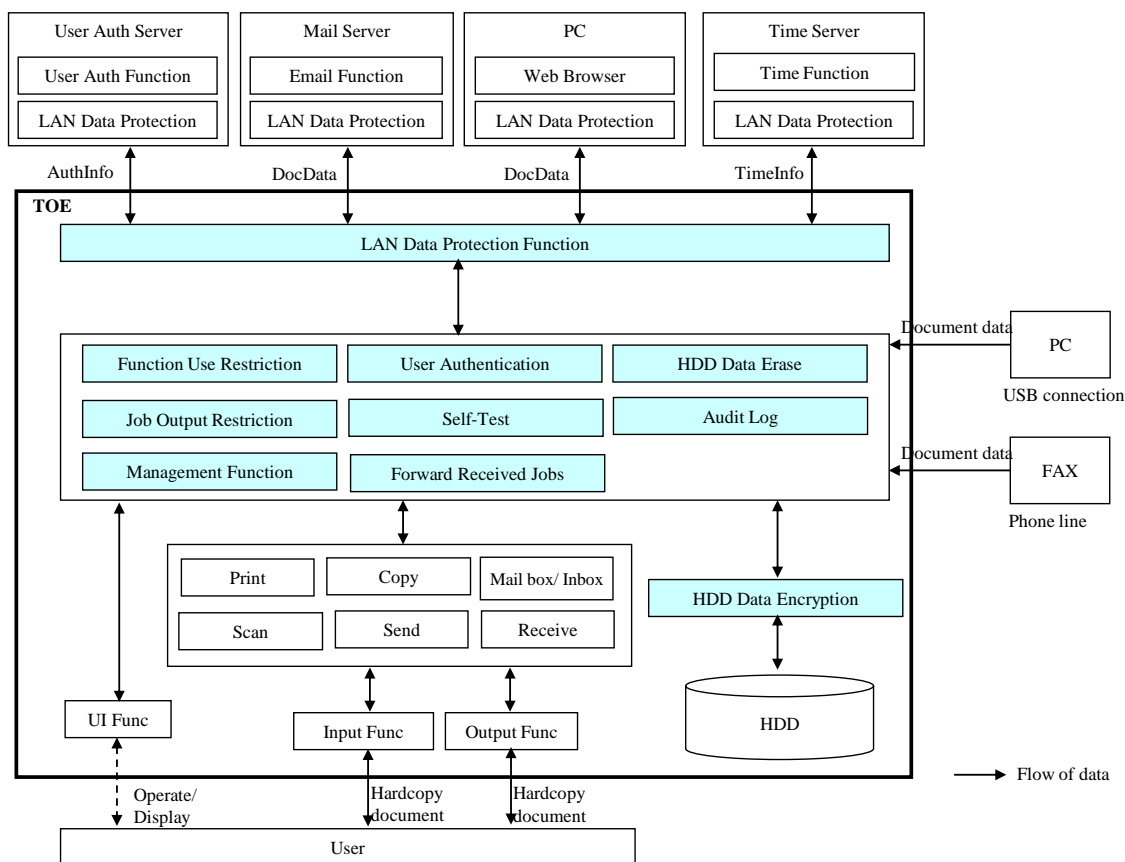 User Auth Server
Mail Server
PC
Time Server
User Auth Function
Email Function
Web Browser
Time Function
LAN Data Protection
LAN Data Protection
LAN Data Protection
LAN Data Protection
AuthInfo
DocData
DocData
TimeInfo
TOE
LAN Data Protection Function
Document data
PC
USB connection
Function Use Restriction
User Authentication
HDD Data Erase
Job Output Restriction
Self-Test
Audit Log
Management Function
Forward Received Jobs
Document data
FAX
Phone line
Print
Copy
Mail box/ Inbox
Scan
Send
Receive
HDD Data Encryption
HDD
UI Func
Input Func
Output Func
Flow of data
Operate/
Display
Hardcopy
document
Hardcopy
document
User